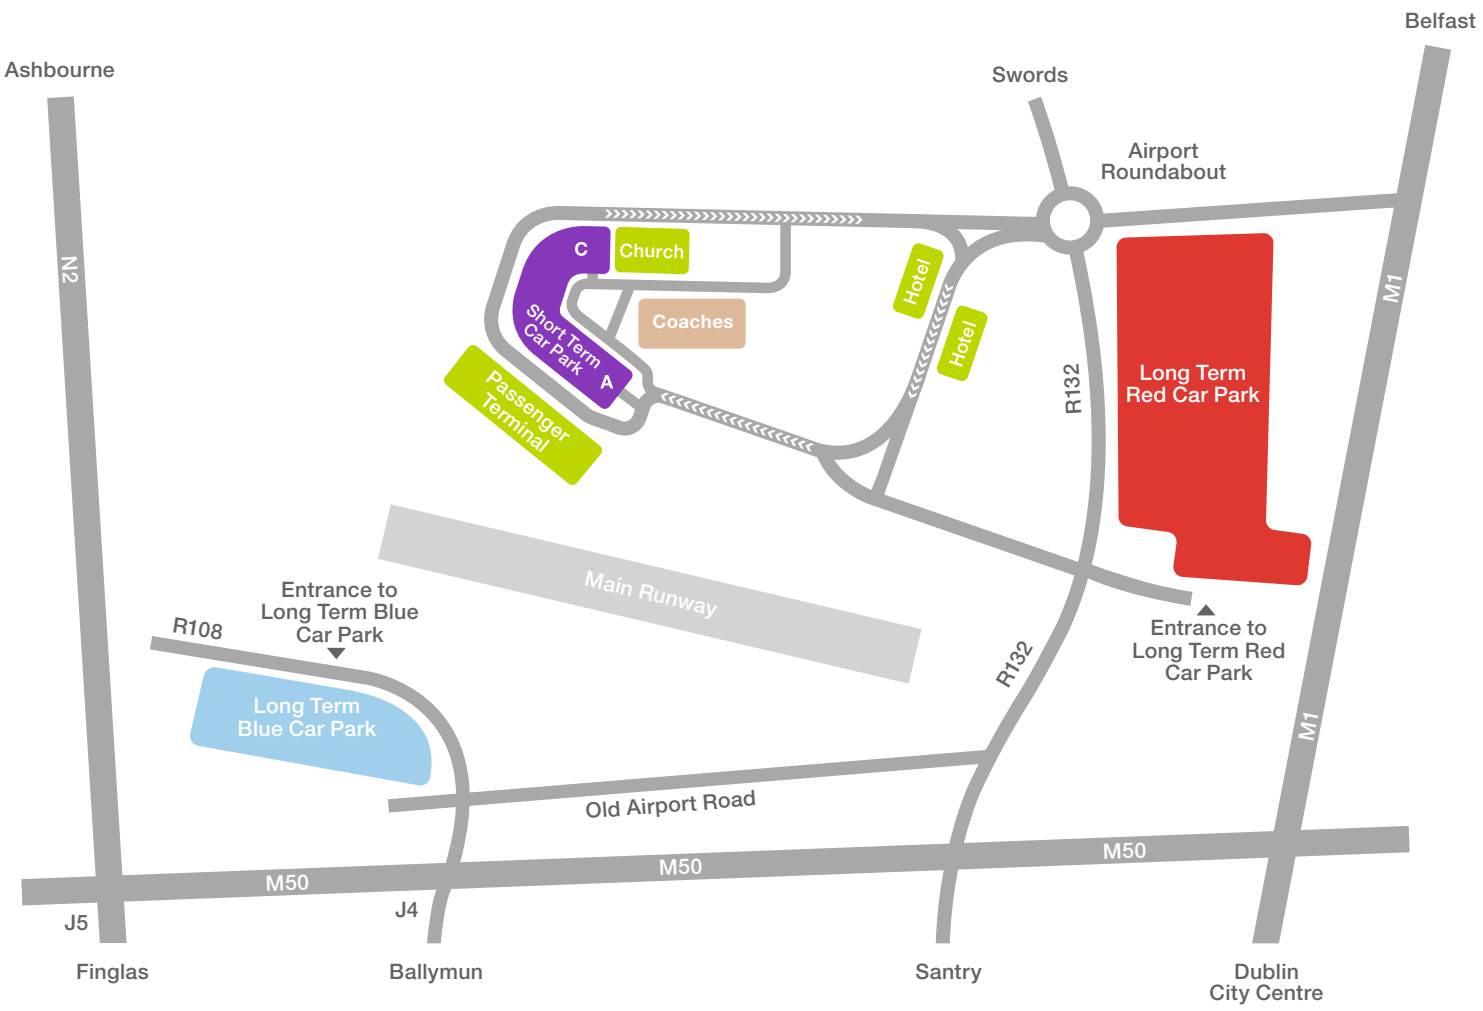 Belfast
Ashbourne
Swords
Airport
Roundabout
C
Church
N2
Hotel
M1
Coaches
Short Term
Car Park
Hotel
A
R132
Long Term
Red Car Park
Passenger
Terminal
Main Runway
Entrance to
Long Term Blue
Car Park
R108
Entrance to
Long Term Red
Car Park
R132
Long Term
Blue Car Park
M1
Old Airport Road
M50
M50
M50
J5
J4
Finglas
Ballymun
Santry
Dublin
City Centre